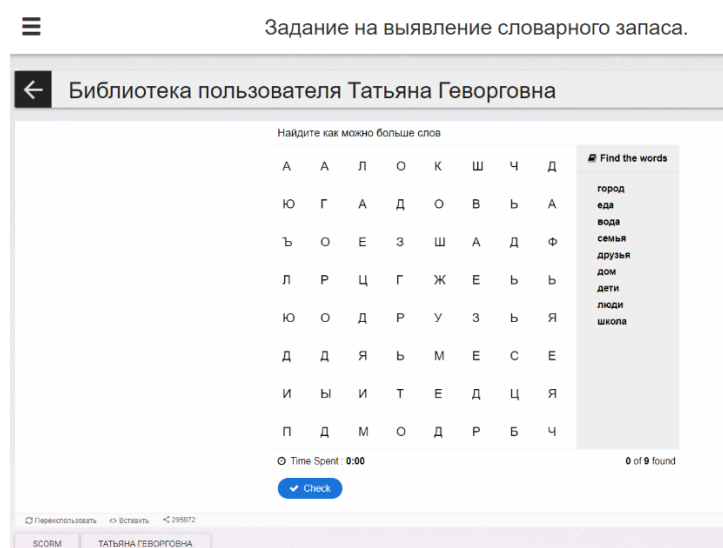 Задание на выявление словарного запаса.
Библиотека пользователя Татьяна Геворговна
Найдите как можно больше слов
А А Л О К Ш Ч Д
Ю Г А Д О В Ь А
Ъ О Е З Ш А Д Ф
Л Р Ц Г Ж Е Ь Ь
Ю О Д Р У З Ь Я
Д Д Я Ь М Е С Е
И Ы И Т Е Д Ц Я
П Д М О Д Р Б Ч
Find the words
город
еда
вода
семья
друзья
дом
дети
люди
школа
Time Spent : 0:00
0 of 9 found
Check
Переиспользовать <> Вставить 295972
SCORM ТАТЬЯНА ГЕВОРГОВНА